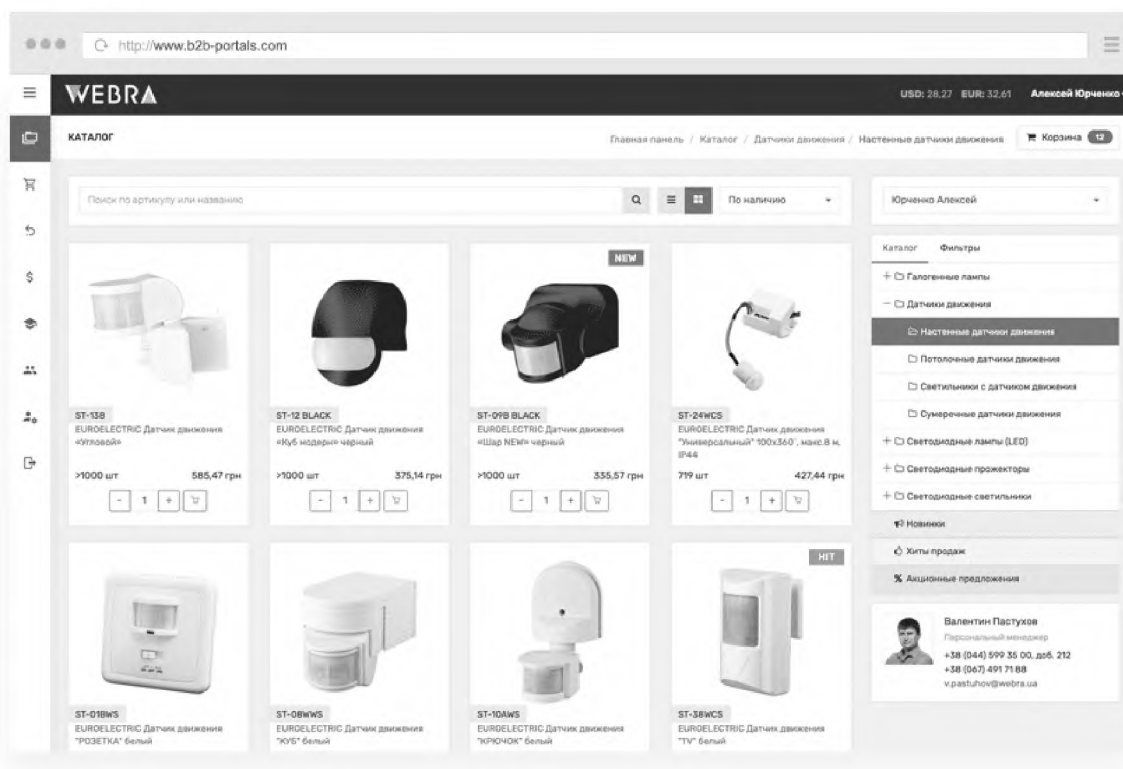 http://www.b2b-portals.com
WEBRA
USD: 28,27 EUR: 32,61 Алексей Юрченко
КАТАЛОГ
Главная панель / Каталог / Датчики движения / Настенные датчики движения
Корзина 12
Поиск по артикулу или названию
По наличию
Юрченко Алексей
Каталог Фильтры
Галогенные лампы
Датчики движения
Настенные датчики движения
Потолочные датчики движения
Светильники с датчиком движения
Сумеречные датчики движения
Светодиодные лампы (LED)
Светодиодные прожекторы
Светодиодные светильники
Новинки
Хиты продаж
% Акционные предложения
Валентин Пастухов
Персональный менеджер
+38 (044) 599 35 00, доб. 212
+38 (067) 491 71 88
v.pastuhov@webra.ua
ST-13B
EUROELECTRIC Датчик движения
«Угловой»
>1000 шт 585,47 грн
- 1 +
ST-12 BLACK
EUROELECTRIC Датчик движения
«Куб модерн» черный
>1000 шт 375,14 грн
- 1 +
NEW
ST-09B BLACK
EUROELECTRIC Датчик движения
«Шар NEW» черный
>1000 шт 335,57 грн
- 1 +
ST-24WCS
EUROELECTRIC Датчик движения
"Универсальный" 100х360°, макс.8 м,
IP44
719 шт 427,44 грн
- 1 +
ST-01BWS
EUROELECTRIC Датчик движения
"РОЗЕТКА" белый
ST-08WWS
EUROELECTRIC Датчик движения
"КУБ" белый
ST-10AWS
EUROELECTRIC Датчик движения
"КРЮЧОК" белый
HIT
ST-38WCS
EUROELECTRIC Датчик движения
"TV" белый